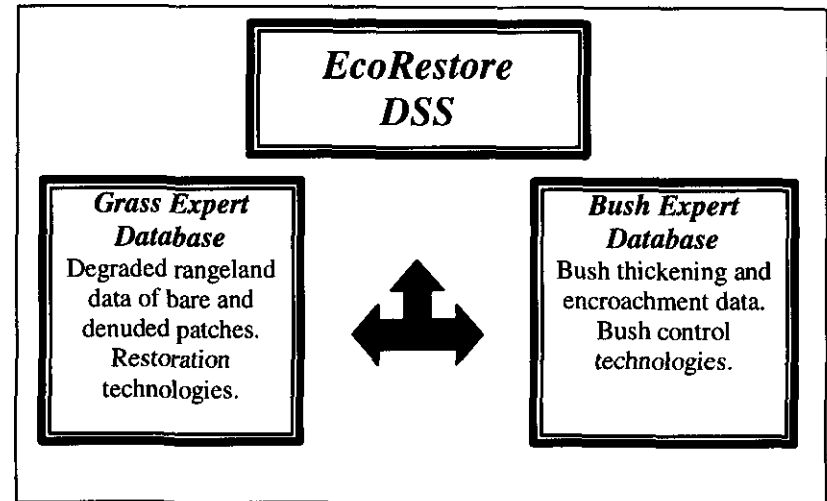 EcoRestore
DSS
Grass Expert
Database
Degraded rangeland
data of bare and
denuded patches.
Restoration
technologies.
Bush Expert
Database
Bush thickening and
encroachment data.
Bush control
technologies.